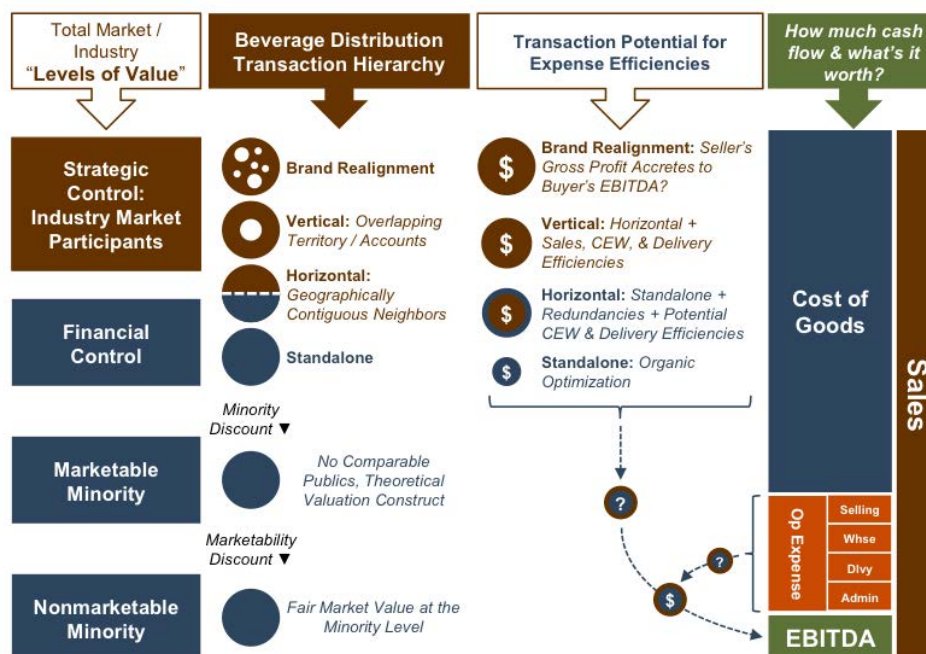 Total Market /
Industry
“Levels of Value”
Beverage Distribution
Transaction Hierarchy
Transaction Potential for
Expense Efficiencies
How much cash
flow & what's it
worth?
Strategic
Control:
Industry Market
Participants
Brand Realignment
Vertical: Overlapping
Territory / Accounts
Horizontal:
Geographically
Contiguous Neighbors
Financial
Control
Standalone
$
Brand Realignment: Seller's
Gross Profit Accretes to
Buyer's EBITDA?
$
Vertical: Horizontal +
Sales, CEW, & Delivery
Efficiencies
$
Horizontal: Standalone +
Redundancies + Potential
CEW & Delivery Efficiencies
$
Standalone: Organic
Optimization
Minority
Discount ▼
Marketable
Minority
No Comparable
Publics, Theoretical
Valuation Construct
Marketability
Discount ▼
Nonmarketable
Minority
Fair Market Value at the
Minority Level
?
?
$
Cost of
Goods
Sales
Op Expense
Selling
Whse
Dlvy
Admin
EBITDA